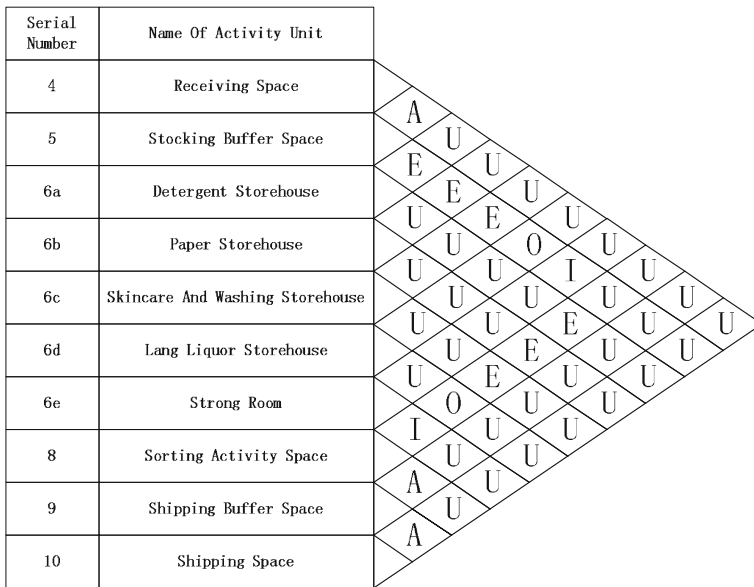 Serial Number Name Of Activity Unit
4 Receiving Space
A
5 Stocking Buffer Space U
E U
6a Detergent Storehouse E U
U E U
6b Paper Storehouse U O U
U U I U
6c Skincare And Washing Storehouse U U U U
U U E U U
6d Lang Liquor Storehouse U E U U
U E U U
6e Strong Room O U U
I U U
8 Sorting Activity Space U U
A U
9 Shipping Buffer Space U
A
10 Shipping Space